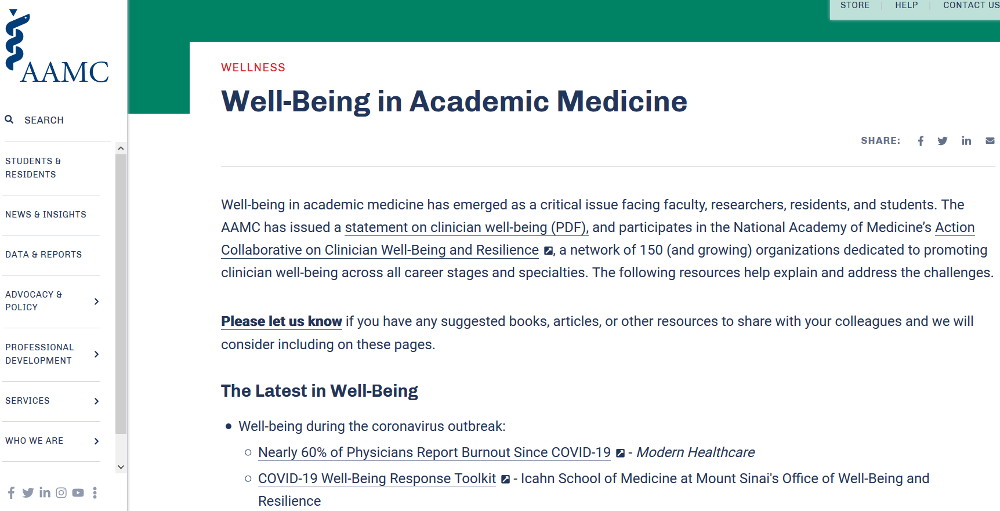 STORE HELP CONTACT US
AAMC
SEARCH
STUDENTS &
RESIDENTS
NEWS & INSIGHTS
DATA & REPORTS
ADVOCACY &
POLICY
PROFESSIONAL
DEVELOPMENT
SERVICES
WHO WE ARE
WELLNESS
Well-Being in Academic Medicine
SHARE:
Well-being in academic medicine has emerged as a critical issue facing faculty, researchers, residents, and students. The
AAMC has issued a statement on clinician well-being (PDF), and participates in the National Academy of Medicine’s Action
Collaborative on Clinician Well-Being and Resilience , a network of 150 (and growing) organizations dedicated to promoting
clinician well-being across all career stages and specialties. The following resources help explain and address the challenges.
Please let us know if you have any suggested books, articles, or other resources to share with your colleagues and we will
consider including on these pages.
The Latest in Well-Being
Well-being during the coronavirus outbreak:
Nearly 60% of Physicians Report Burnout Since COVID-19 - Modern Healthcare
COVID-19 Well-Being Response Toolkit - Icahn School of Medicine at Mount Sinai's Office of Well-Being and
Resilience